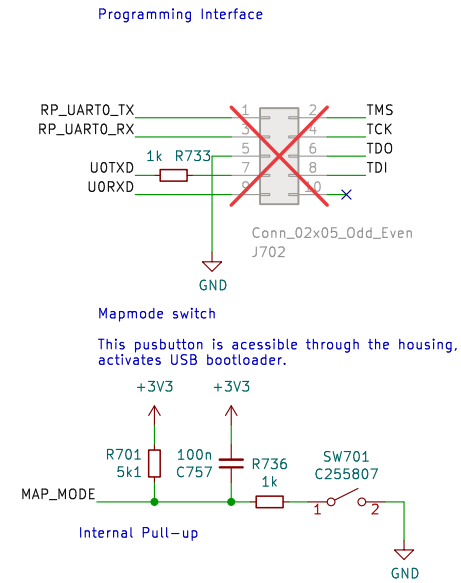 Programming Interface
RP_UART0_TX 1 2 TMS
RP_UART0_RX 3 4 TCK
5 6 TDO
1k R733
U0TXD 7 8 TDI
U0RXD 9 10
Conn_02x05_Odd_Even
J702
GND
Mapmode switch
This pusbutton is acessible through the housing,
activates USB bootloader.
+3V3 +3V3
R701 100n R736 SW701
5k1 C757 1k C255807
MAP_MODE
1 2
Internal Pull-up
GND